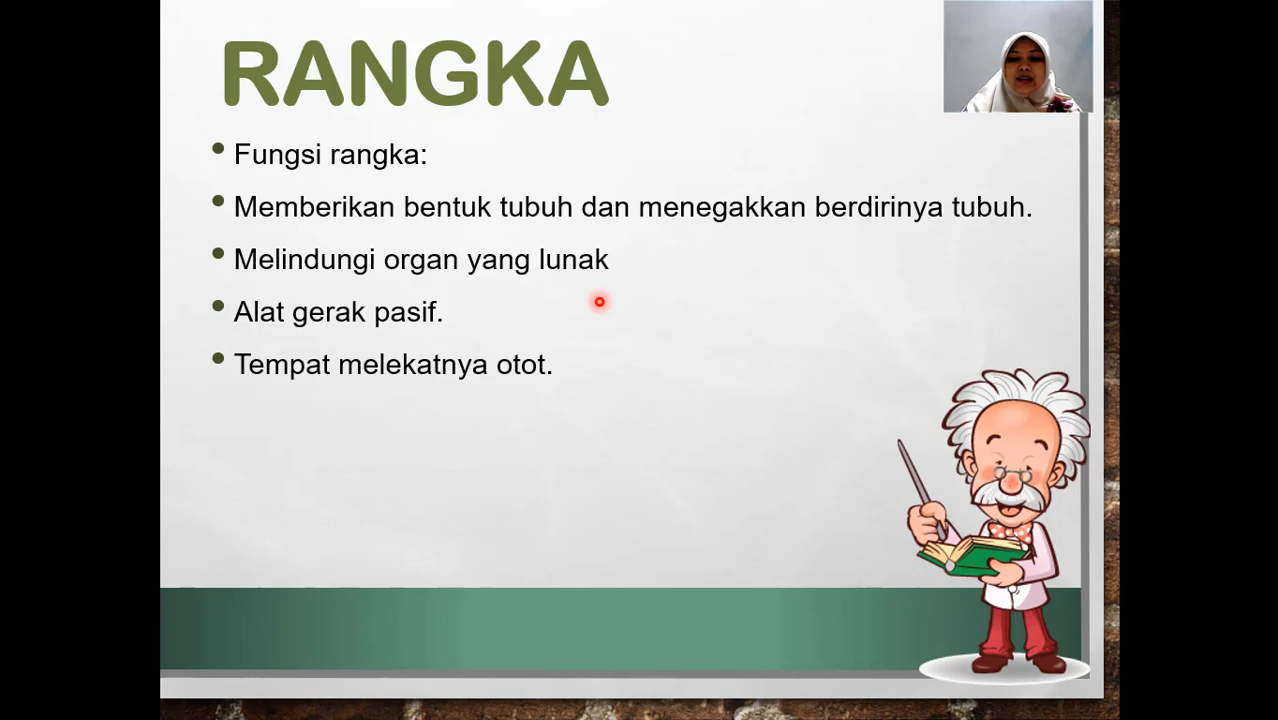 RANGKA
Fungsi rangka:
Memberikan bentuk tubuh dan menegakkan berdirinya tubuh.
Melindungi organ yang lunak
Alat gerak pasif.
Tempat melekatnya otot.